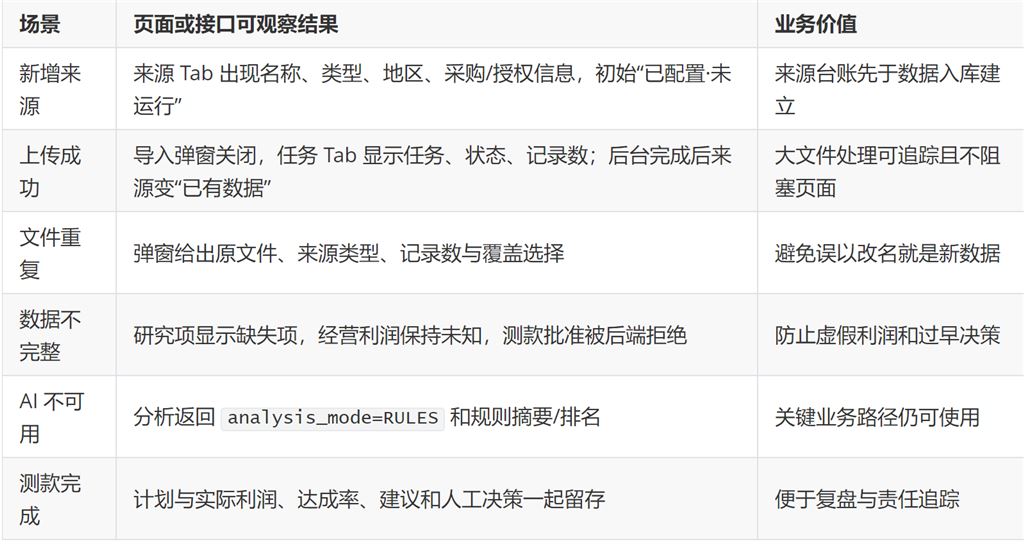 场景 页面或接口可观察结果 业务价值
新增来 来源 Tab 出现名称、类型、地区、采购/授权信息，初始“已配置·未 来源台账先于数据入库建
源 运行” 立
上传成 导入弹窗关闭，任务 Tab 显示任务、状态、记录数；后台完成后来 大文件处理可追踪且不阻
功 源变“已有数据” 塞页面
文件重
复 弹窗给出原文件、来源类型、记录数与覆盖选择 避免误以改名就是新数据
数据不
完整 研究项显示缺失项，经营利润保持未知，测款批准被后端拒绝 防止虚假利润和过早决策
AI 不可
用 分析返回 analysis_mode=RULES 和规则摘要/排名 关键业务路径仍可使用
测款完
成 计划与实际利润、达成率、建议和人工决策一起留存 便于复盘与责任追踪